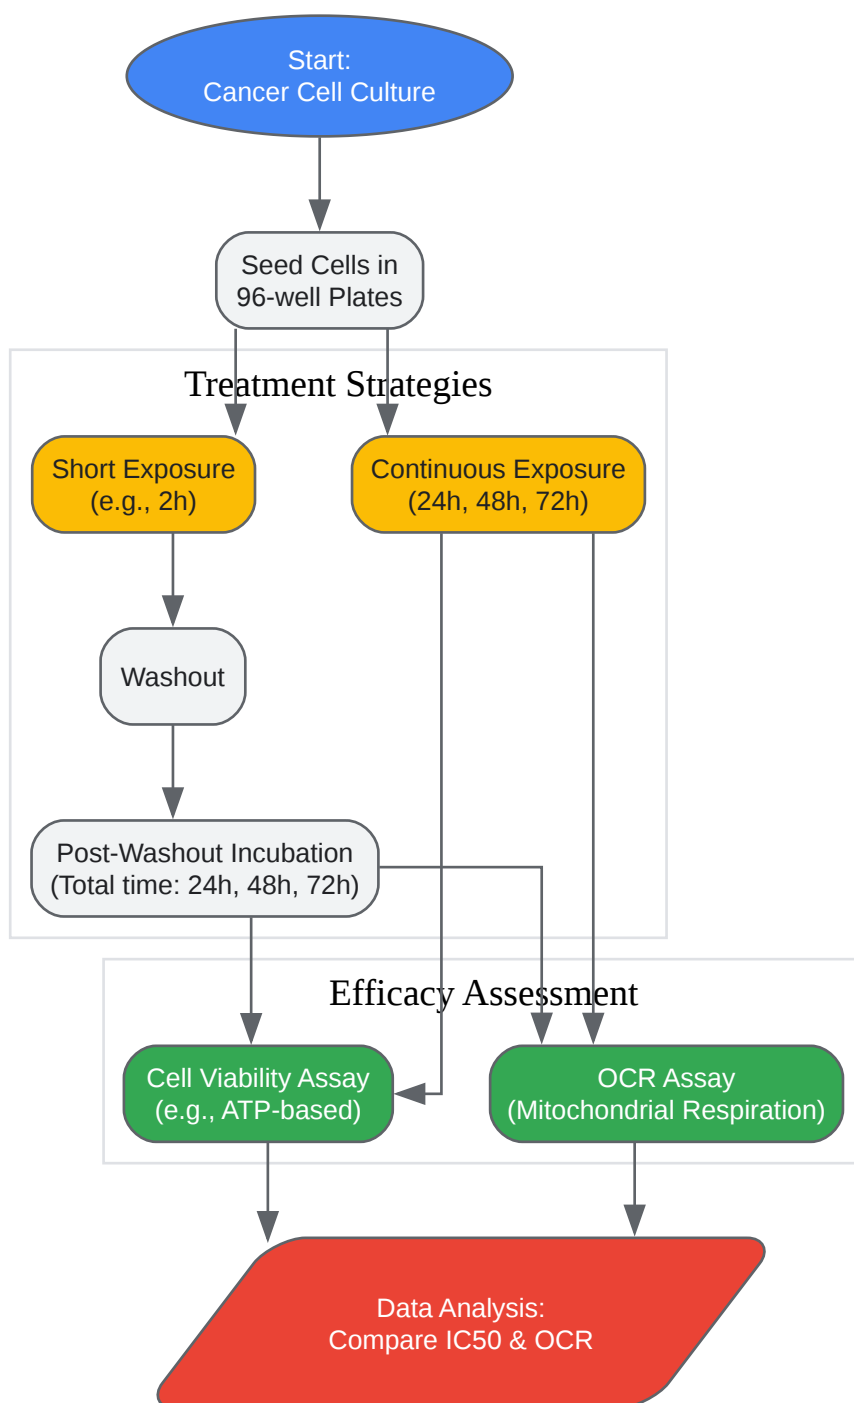 Start:
Cancer Cell Culture
Seed Cells in
96-well Plates
Treatment Strategies
Short Exposure
(e.g., 2h)
Continuous Exposure
(24h, 48h, 72h)
Washout
Post-Washout Incubation
(Total time: 24h, 48h, 72h)
Efficacy Assessment
Cell Viability Assay
(e.g., ATP-based)
OCR Assay
(Mitochondrial Respiration)
Data Analysis:
Compare IC50 & OCR